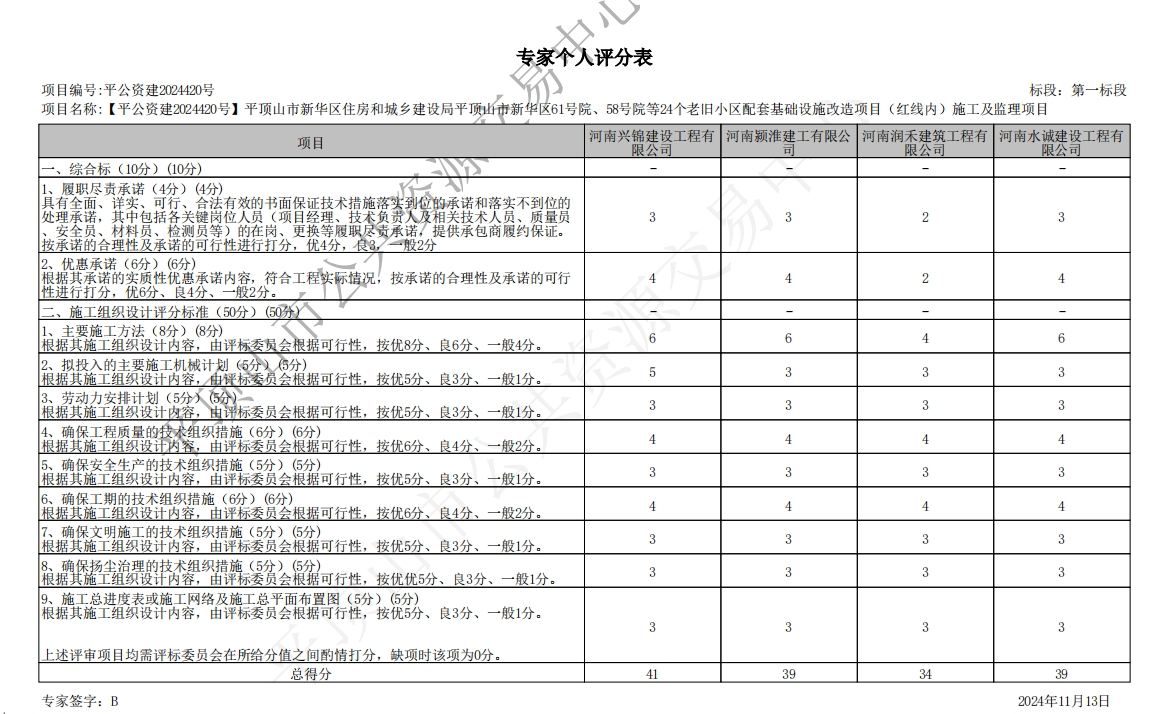 专家个人评分表
项目编号:平公资建2024420号 标段：第一标段
项目名称:【平公资建2024420号】平顶山市新华区住房和城乡建设局平顶山市新华区61号院、58号院等24个老旧小区配套基础设施改造项目（红线内）施工及监理项目
项目 河南兴锦建设工程有限公司 河南颍淮建工有限公司 河南润禾建筑工程有限公司 河南水诚建设工程有限公司
一、综合标（10分）(10分) － － － －
1、履职尽责承诺（4分）(4分)
具有全面、详实、可行、合法有效的书面保证技术措施落实到位的承诺和落实不到位的
处理承诺，其中包括各关键岗位人员（项目经理、技术负责人及相关技术人员、质量员
、安全员、材料员、检测员等）的在岗、更换等履职尽责承诺，提供承包商履约保证。
按承诺的合理性及承诺的可行性进行打分，优4分，良3，一般2分
3 3 2 3
2、优惠承诺（6分）(6分)
根据其承诺的实质性优惠承诺内容，符合工程实际情况，按承诺的合理性及承诺的可行
性进行打分，优6分、良4分、一般2分。
4 4 2 4
二、施工组织设计评分标准（50分）(50分) － － － －
1、主要施工方法（8分）(8分)
根据其施工组织设计内容，由评标委员会根据可行性，按优8分、良6分、一般4分。
6 6 4 6
2、拟投入的主要施工机械计划（5分）(5分)
根据其施工组织设计内容，由评标委员会根据可行性，按优5分、良3分、一般1分。
5 3 3 3
3、劳动力安排计划（5分）(5分)
根据其施工组织设计内容，由评标委员会根据可行性，按优5分、良3分、一般1分。
3 3 3 3
4、确保工程质量的技术组织措施（6分）(6分)
根据其施工组织设计内容，由评标委员会根据可行性，按优6分、良4分、一般2分。
4 4 4 4
5、确保安全生产的技术组织措施（5分）(5分)
根据其施工组织设计内容，由评标委员会根据可行性，按优5分、良3分、一般1分。
3 3 3 3
6、确保工期的技术组织措施（6分）(6分)
根据其施工组织设计内容，由评标委员会根据可行性，按优6分、良4分、一般2分。
4 4 4 4
7、确保文明施工的技术组织措施（5分）(5分)
根据其施工组织设计内容，由评标委员会根据可行性，按优5分、良3分、一般1分。
3 3 3 3
8、确保扬尘治理的技术组织措施（5分）(5分)
根据其施工组织设计内容，由评标委员会根据可行性，按优优5分、良3分、一般1分。
3 3 3 3
9、施工总进度表或施工网络及施工总平面布置图（5分）(5分)
根据其施工组织设计内容，由评标委员会根据可行性，按优5分、良3分、一般1分。
上述评审项目均需评标委员会在所给分值之间酌情打分，缺项时该项为0分。
3 3 3 3
总得分 41 39 34 39
专家签字：B 2024年11月13日
平顶山市公共资源交易中心
平顶山市公共资源交易中